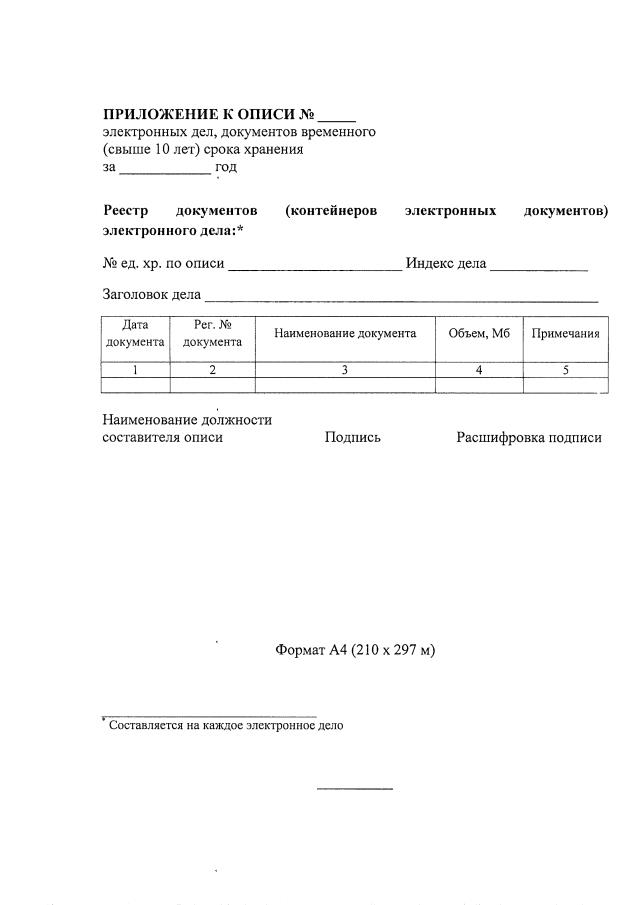 ПРИЛОЖЕНИЕ К ОПИСИ № _____
электронных дел, документов временного
(свыше 10 лет) срока хранения
за ____________ год
Реестр документов (контейнеров электронных документов)
электронного дела:*
№ ед. хр. по описи ______________________ Индекс дела _____________
Заголовок дела ____________________________________________________
Дата документа | Рег. № документа | Наименование документа | Объем, Мб | Примечания
1 | 2 | 3 | 4 | 5
Наименование должности
составителя описи Подпись Расшифровка подписи
Формат А4 (210 х 297 м)
* Составляется на каждое электронное дело